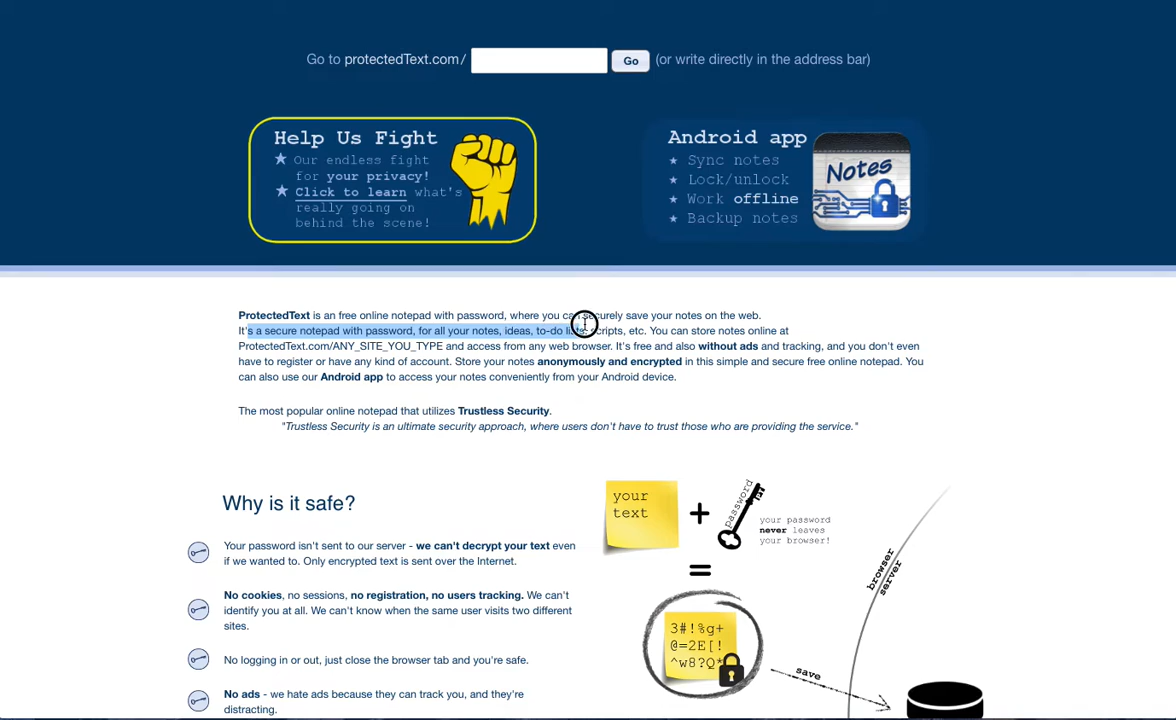 Go to protectedText.com/ Go (or write directly in the address bar)
Help Us Fight
★ Our endless fight
for your privacy!
★ Click to learn what's
really going on
behind the scene!
Android app
★ Sync notes
★ Lock/unlock
★ Work offline
★ Backup notes
Notes
ProtectedText is an free online notepad with password, where you can securely save your notes on the web.
It's a secure notepad with password, for all your notes, ideas, to-do lists, scripts, etc. You can store notes online at
ProtectedText.com/ANY_SITE_YOU_TYPE and access from any web browser. It's free and also without ads and tracking, and you don't even
have to register or have any kind of account. Store your notes anonymously and encrypted in this simple and secure free online notepad. You
can also use our Android app to access your notes conveniently from your Android device.
The most popular online notepad that utilizes Trustless Security.
"Trustless Security is an ultimate security approach, where users don't have to trust those who are providing the service."
Why is it safe?
Your password isn't sent to our server - we can't decrypt your text even
if we wanted to. Only encrypted text is sent over the Internet.
No cookies, no sessions, no registration, no users tracking. We can't
identify you at all. We can't know when the same user visits two different
sites.
No logging in or out, just close the browser tab and you're safe.
No ads - we hate ads because they can track you, and they're
distracting.
your
text
+
password
your password
never leaves
your browser!
=
3#!%g+
@=2E[!
^w8?Q*
browser
server
save